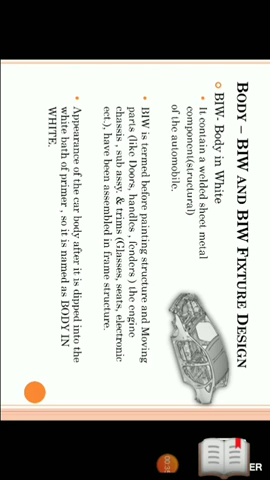 BODY – BIW AND BIW FIXTURE DESIGN
BIW- Body in White
It contain a welded sheet metal
component(structural)
of the automobile.
BIW is termed before painting structure and Moving
parts (like Doors, handles , fenders ) the engine
chassis , sub assy. & trims (Glasses, seats, electronic
ect.), have been assembled in frame structure.
Appearance of the car body after it is dipped into the
white bath of primer , so it is named as BODY IN
WHITE.
ER